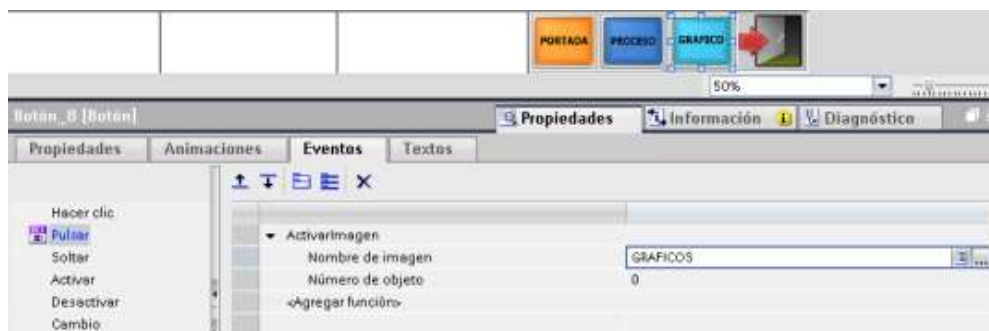 PORTADA PROCESO GRAFICO
50%
Botón_8 [Botón] Propiedades Información Diagnóstico
Propiedades Animaciones Eventos Textos
Hacer clic
Pulsar ActivarImagen
Soltar Nombre de imagen GRAFICOS
Activar Número de objeto 0
Desactivar <Agregar función>
Cambio